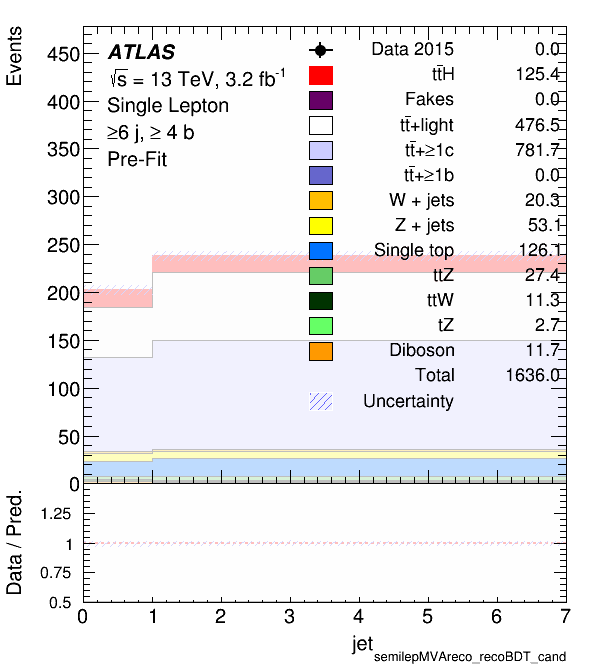 Events
450
400
350
300
250
200
150
100
50
0
ATLAS
√s = 13 TeV, 3.2 fb⁻¹
Single Lepton
≥6 j, ≥ 4 b
Pre-Fit
Data 2015 0.0
tt̄H 125.4
Fakes 0.0
tt̄+light 476.5
tt̄+≥1c 781.7
tt̄+≥1b 0.0
W + jets 20.3
Z + jets 53.1
Single top 126.1
ttZ 27.4
ttW 11.3
tZ 2.7
Diboson 11.7
Total 1636.0
Uncertainty
Data / Pred.
1.25
1
0.75
0.5
0 1 2 3 4 5 6 7
jet
semilepMVAreco_recoBDT_cand